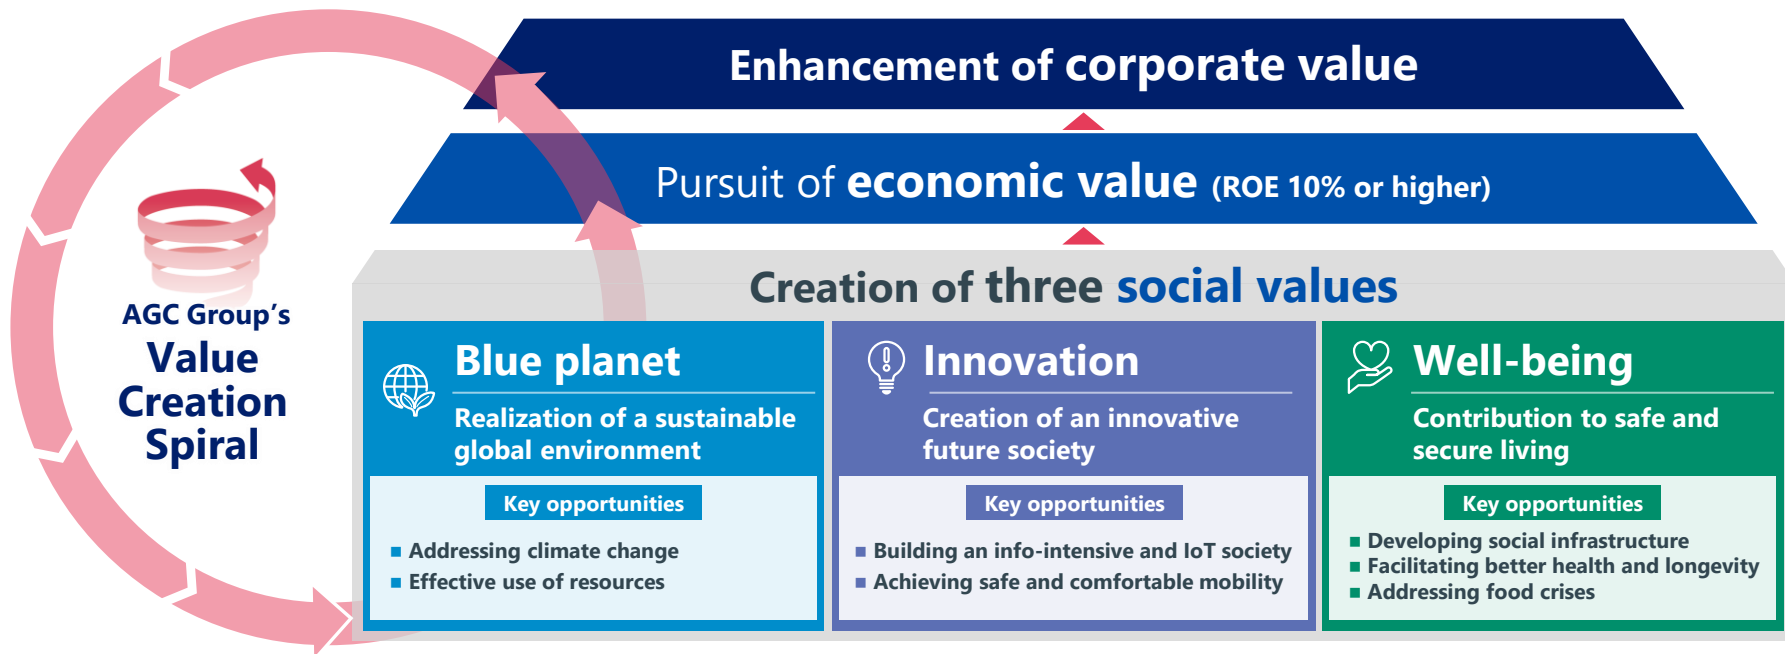 Enhancement of corporate value
Pursuit of economic value (ROE 10% or higher)
Creation of three social values
AGC Group’s
Value
Creation
Spiral
Blue planet
Realization of a sustainable
global environment
Key opportunities
■ Addressing climate change
■ Effective use of resources
Innovation
Creation of an innovative
future society
Key opportunities
■ Building an info-intensive and IoT society
■ Achieving safe and comfortable mobility
Well-being
Contribution to safe and
secure living
Key opportunities
■ Developing social infrastructure
■ Facilitating better health and longevity
■ Addressing food crises